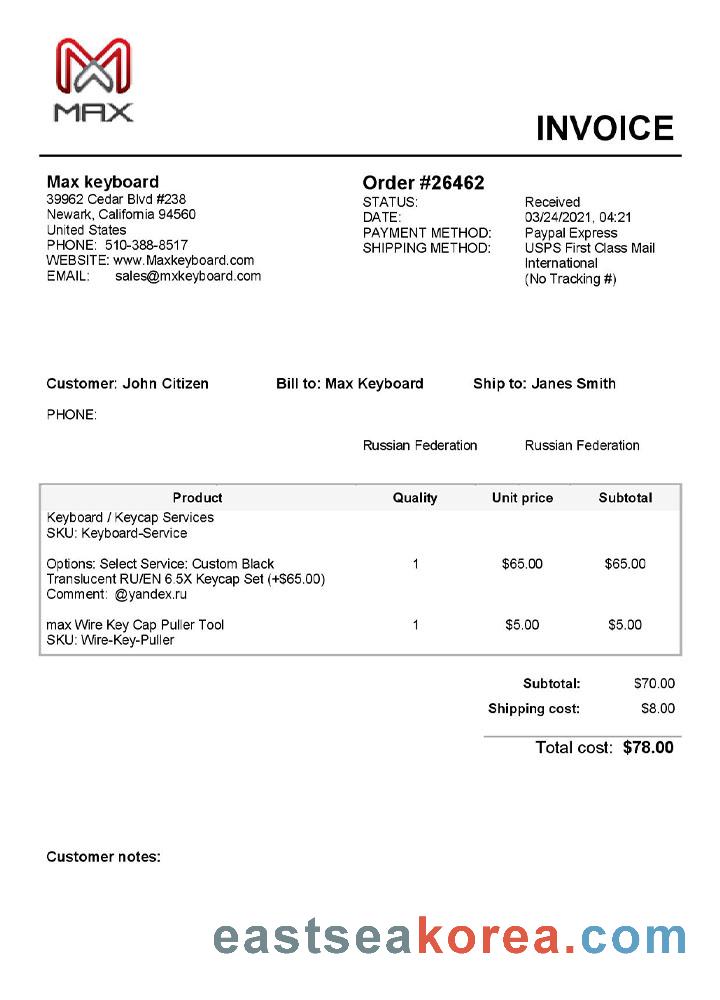 MAX
INVOICE
Max keyboard
39962 Cedar Blvd #238
Newark, California 94560
United States
PHONE: 510-388-8517
WEBSITE: www.Maxkeyboard.com
EMAIL: sales@mxkeyboard.com
Order #26462
STATUS: Received
DATE: 03/24/2021, 04:21
PAYMENT METHOD: Paypal Express
SHIPPING METHOD: USPS First Class Mail
International
(No Tracking #)
Customer: John Citizen Bill to: Max Keyboard Ship to: Janes Smith
PHONE:
Russian Federation Russian Federation
Product Quality Unit price Subtotal
Keyboard / Keycap Services
SKU: Keyboard-Service
Options: Select Service: Custom Black 1 $65.00 $65.00
Translucent RU/EN 6.5X Keycap Set (+$65.00)
Comment: @yandex.ru
max Wire Key Cap Puller Tool 1 $5.00 $5.00
SKU: Wire-Key-Puller
Subtotal: $70.00
Shipping cost: $8.00
Total cost: $78.00
Customer notes:
eastseakorea.com